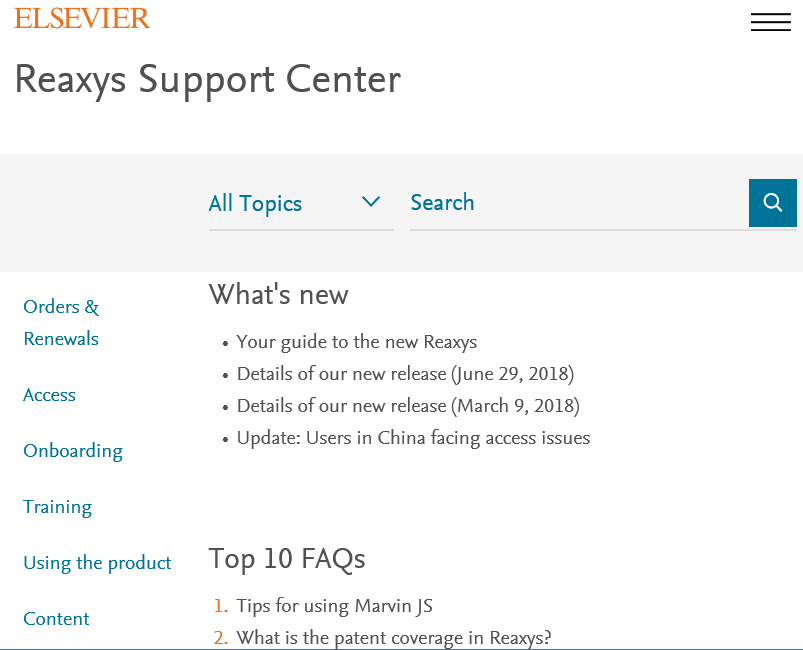 ELSEVIER
Reaxys Support Center
All Topics
Search
Orders &
Renewals
Access
Onboarding
Training
Using the product
Content
What's new
• Your guide to the new Reaxys
• Details of our new release (June 29, 2018)
• Details of our new release (March 9, 2018)
• Update: Users in China facing access issues
Top 10 FAQs
1. Tips for using Marvin JS
2. What is the patent coverage in Reaxys?